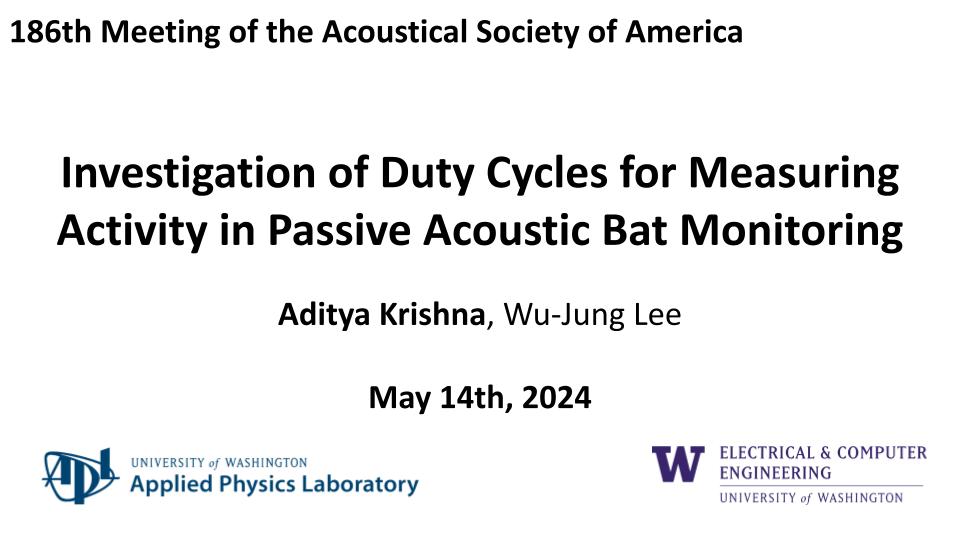 186th Meeting of the Acoustical Society of America
Investigation of Duty Cycles for Measuring
Activity in Passive Acoustic Bat Monitoring
Aditya Krishna, Wu-Jung Lee
May 14th, 2024
apl
UNIVERSITY of WASHINGTON
Applied Physics Laboratory
W
ELECTRICAL & COMPUTER
ENGINEERING
UNIVERSITY of WASHINGTON